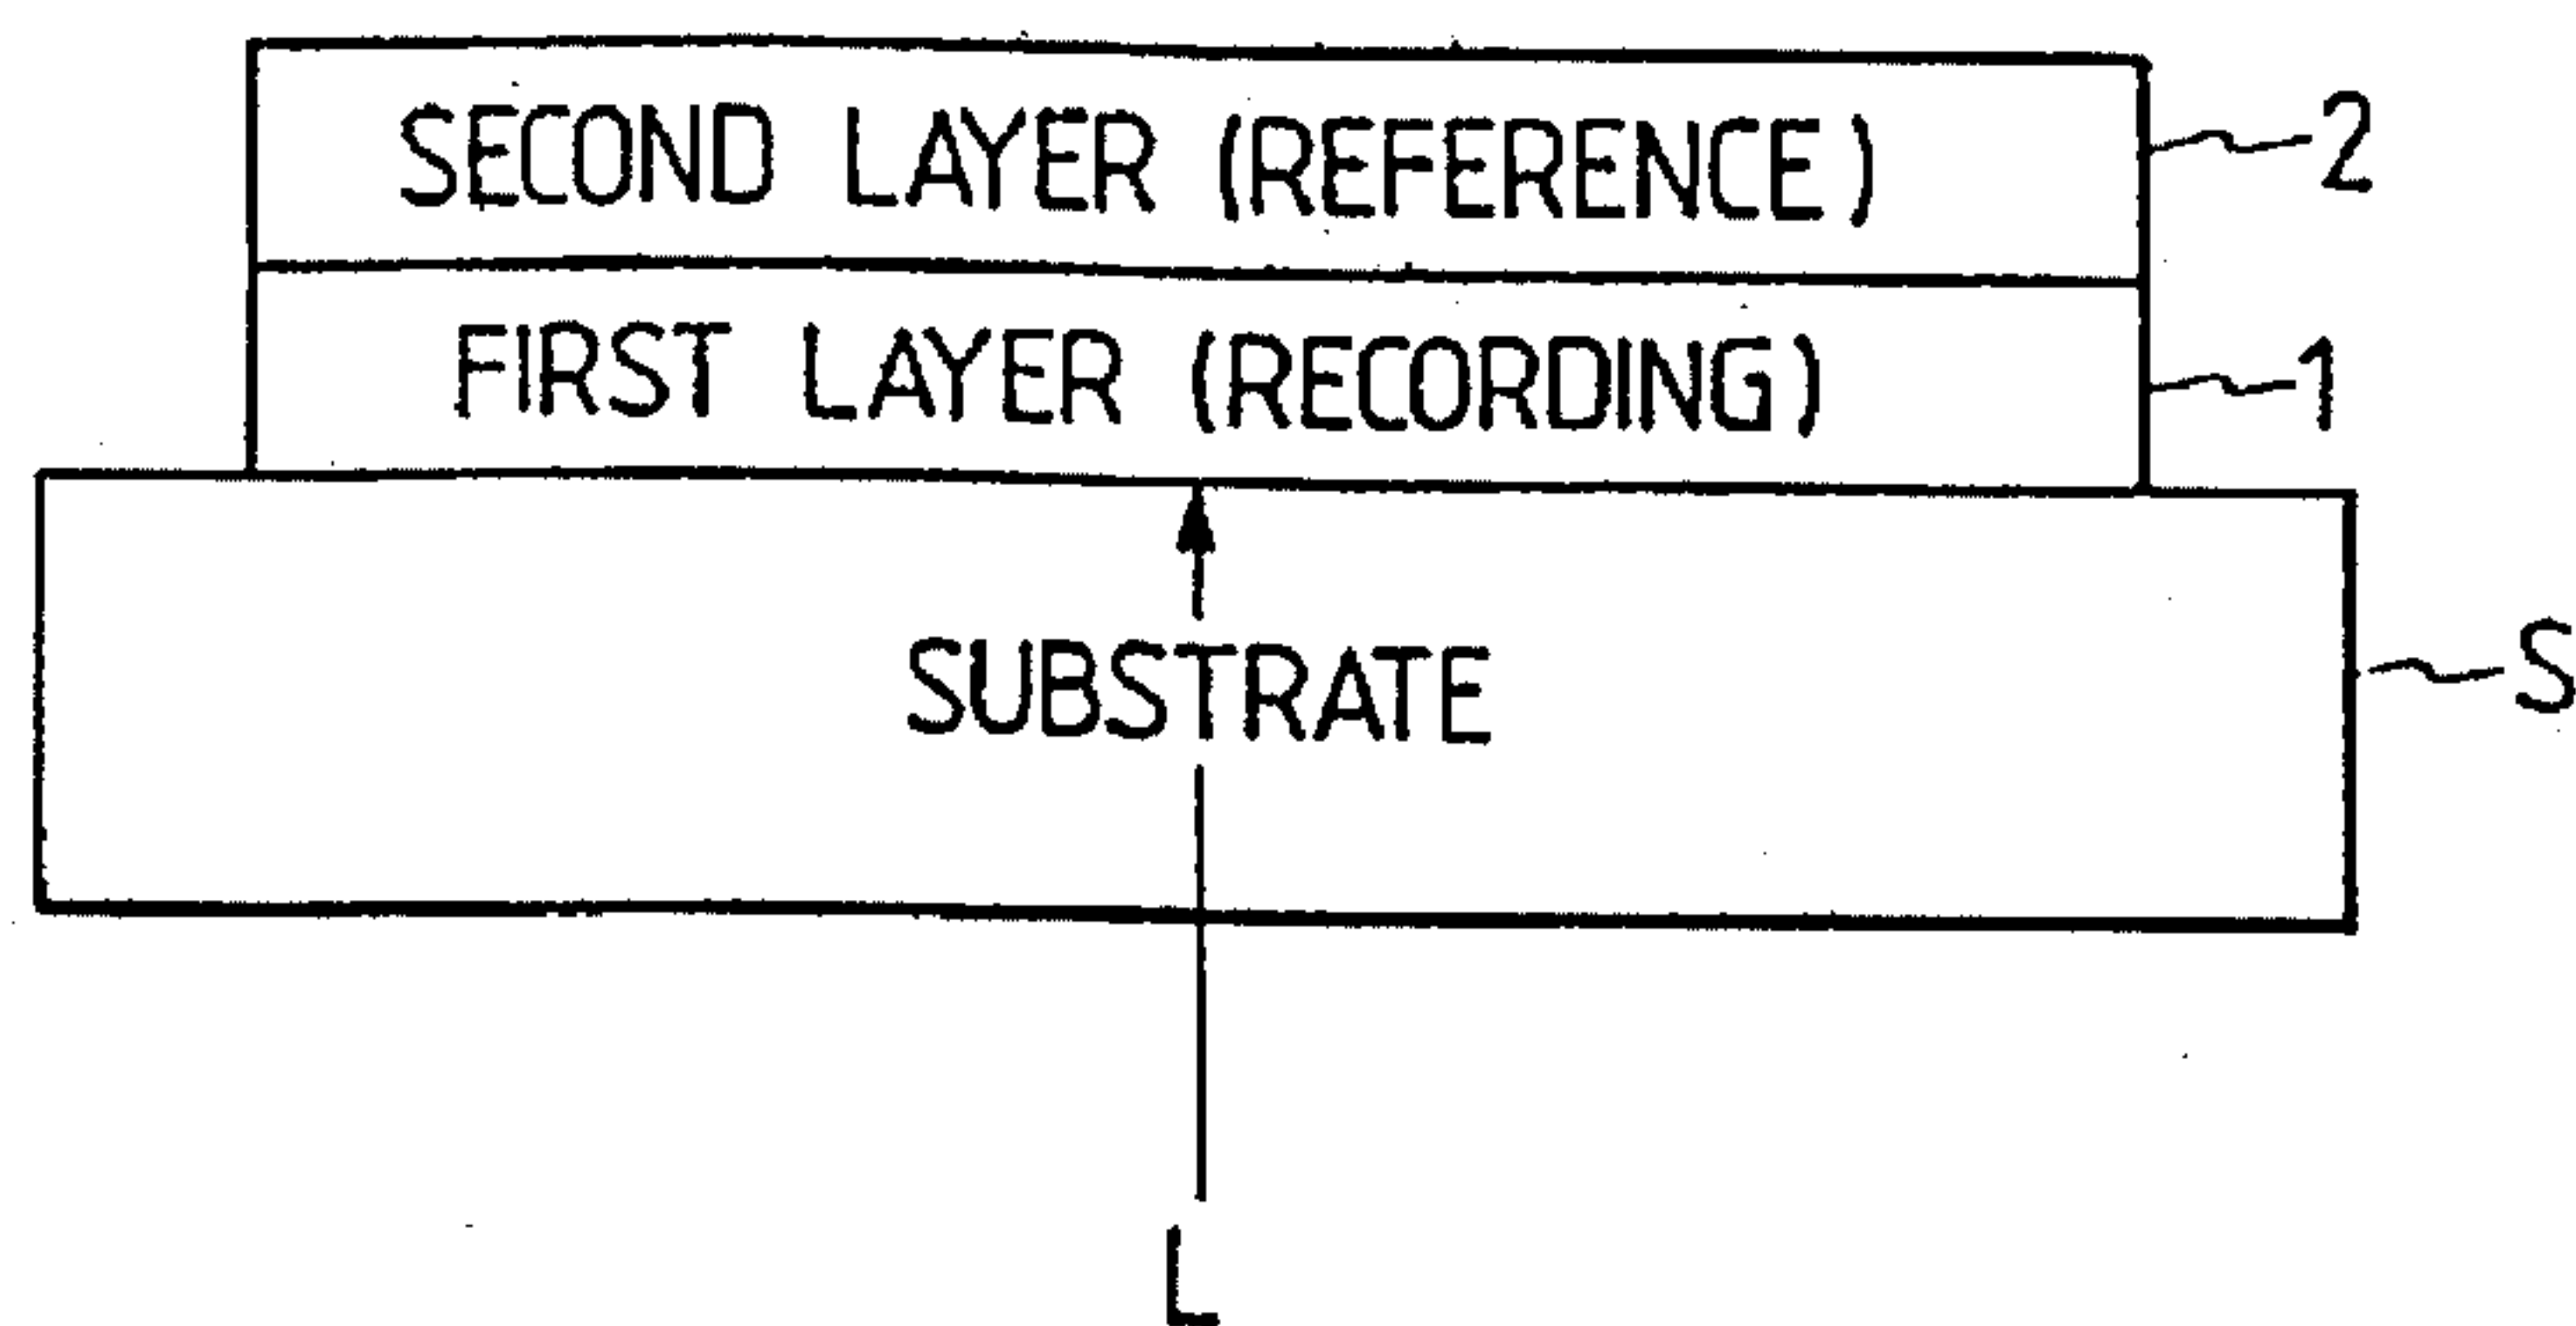 SECOND LAYER (REFERENCE) 2
FIRST LAYER (RECORDING) 1
SUBSTRATE S
L